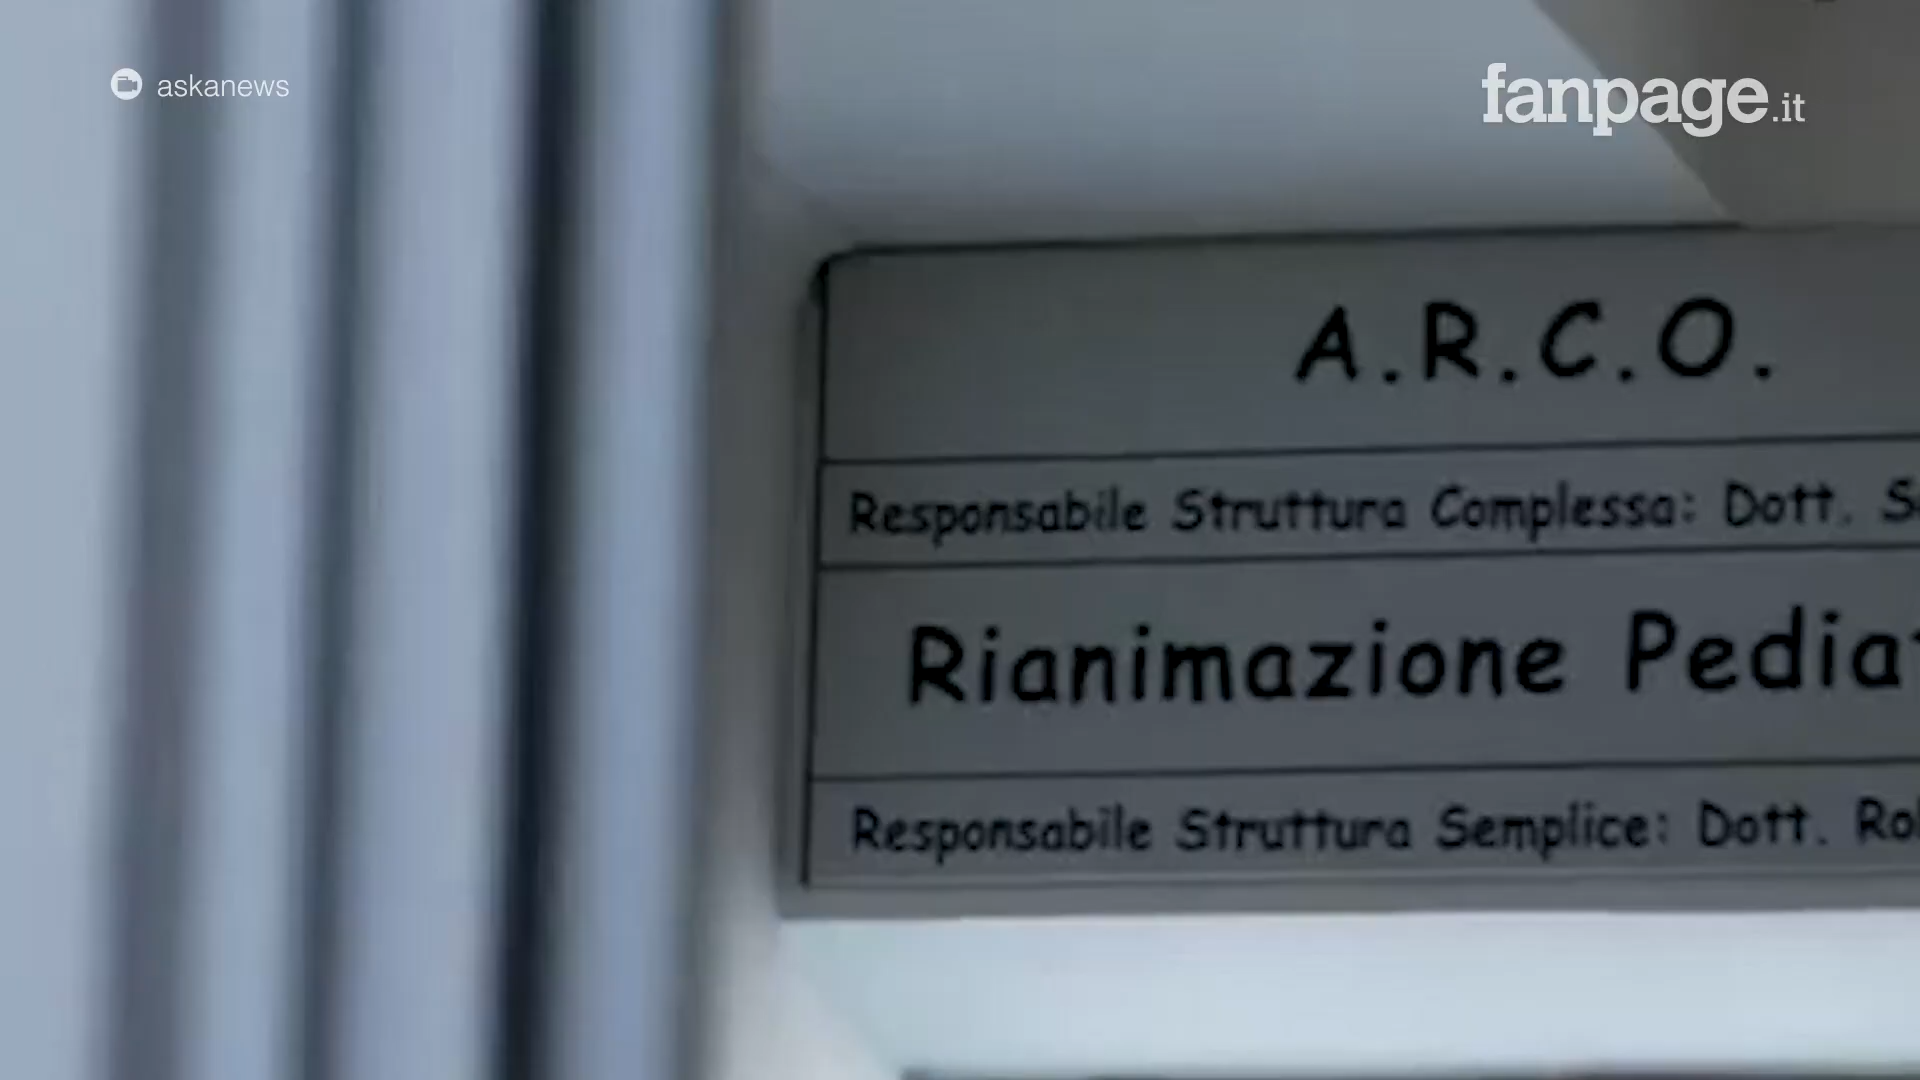 askanews
fanpage.it
A.R.C.O.
Responsabile Struttura Complessa: Dott.
Rianimazione
Responsabile Struttura Semplice: Dott.